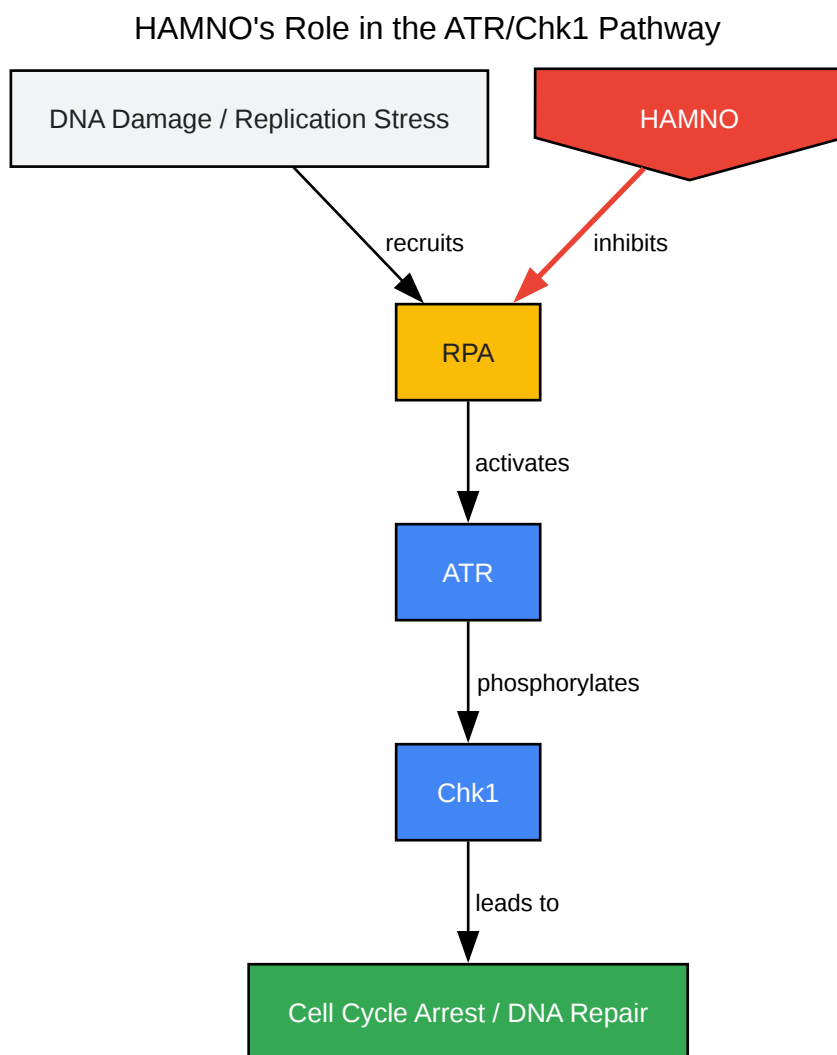 HAMNO's Role in the ATR/Chk1 Pathway
DNA Damage / Replication Stress
HAMNO
recruits
inhibits
RPA
activates
ATR
phosphorylates
Chk1
leads to
Cell Cycle Arrest / DNA Repair